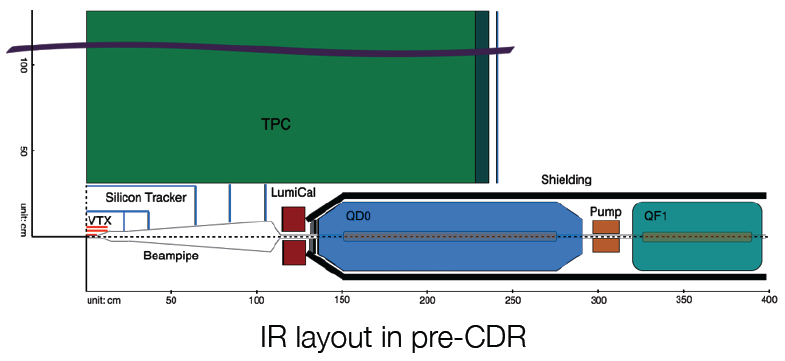 100
TPC
50
Shielding
Silicon Tracker
LumiCal
VTX
QD0
Pump
QF1
unit:cm
Beampipe
unit:cm
50
100
150
200
250
300
350
400
IR layout in pre-CDR